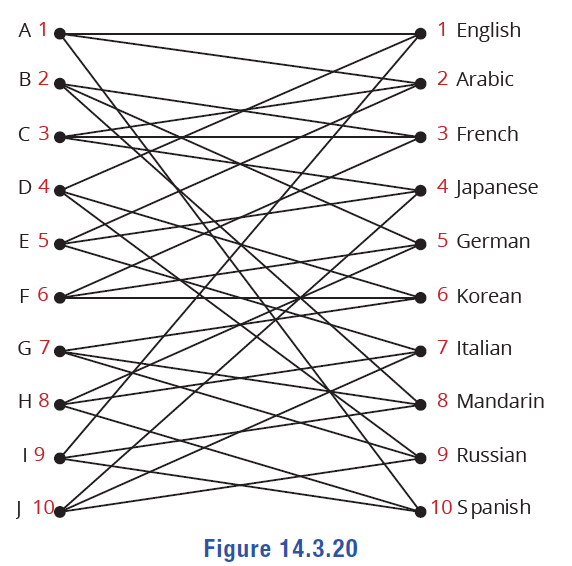 A 1 1 English
B 2 2 Arabic
C 3 3 French
D 4 4 Japanese
E 5 5 German
F 6 6 Korean
G 7 7 Italian
H 8 8 Mandarin
I 9 9 Russian
J 10 10 Spanish
Figure 14.3.20